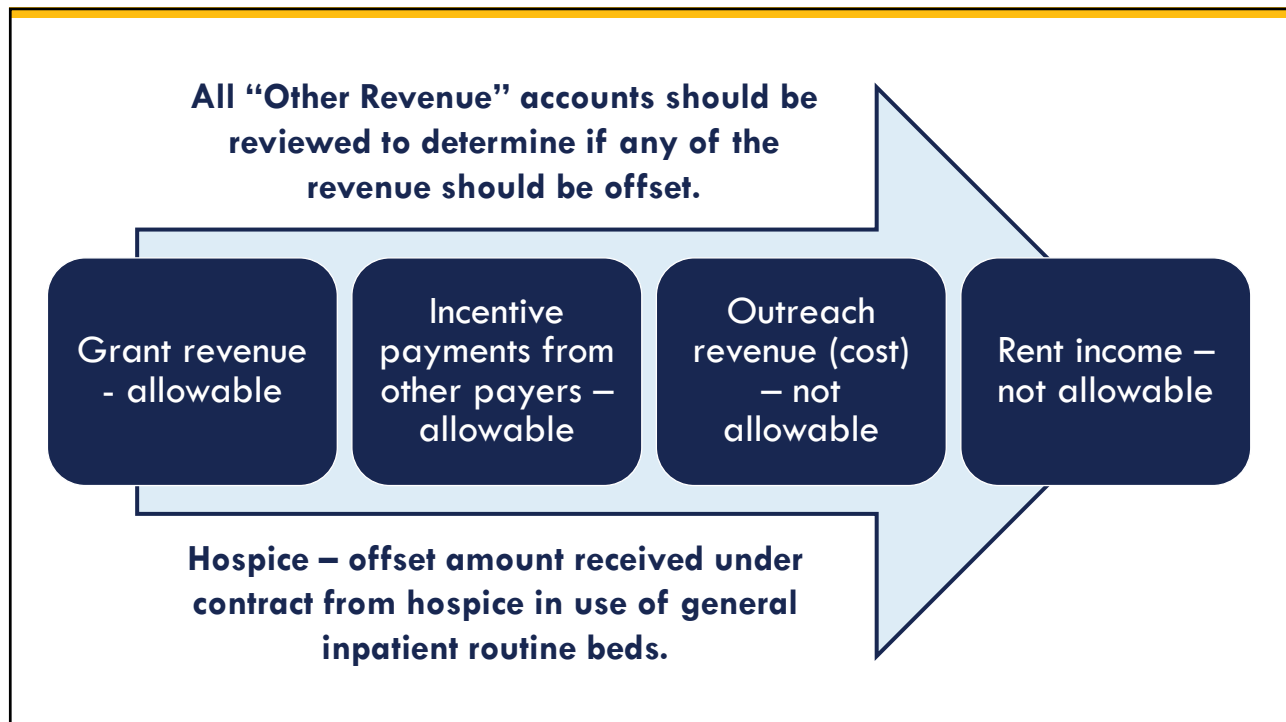 All “Other Revenue” accounts should be
reviewed to determine if any of the
revenue should be offset.
Grant revenue
- allowable
Incentive
payments from
other payers –
allowable
Outreach
revenue (cost)
– not
allowable
Rent income –
not allowable
Hospice – offset amount received under
contract from hospice in use of general
inpatient routine beds.